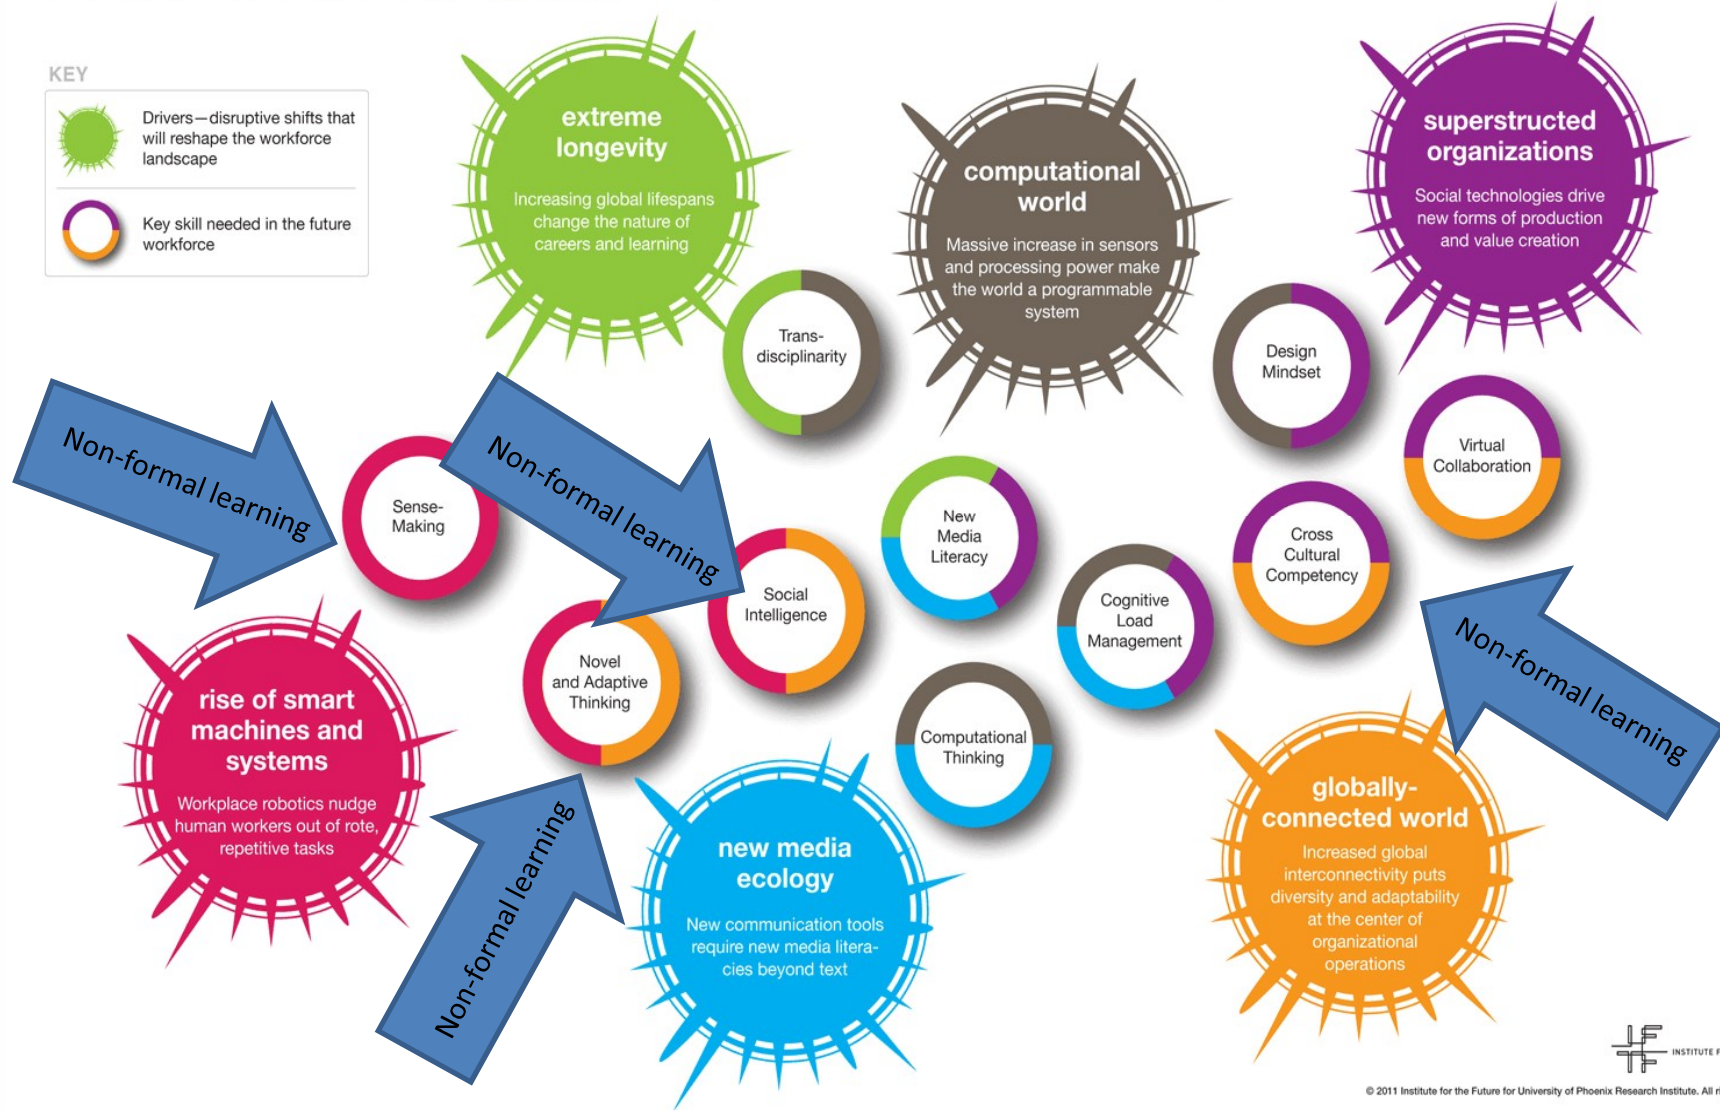 KEY
Drivers—disruptive shifts that
will reshape the workforce
landscape
Key skill needed in the future
workforce
extreme
longevity
Increasing global lifespans
change the nature of
careers and learning
computational
world
Massive increase in sensors
and processing power make
the world a programmable
system
superstructed
organizations
Social technologies drive
new forms of production
and value creation
Trans-
disciplinarity
Design
Mindset
Virtual
Collaboration
Non-formal learning
Sense-
Making
Non-formal learning
New
Media
Literacy
Cross
Cultural
Competency
Social
Intelligence
Cognitive
Load
Management
Novel
and Adaptive
Thinking
Computational
Thinking
Non-formal learning
rise of smart
machines and
systems
Workplace robotics nudge
human workers out of rote,
repetitive tasks
Non-formal learning
new media
ecology
New communication tools
require new media litera-
cies beyond text
globally-
connected world
Increased global
interconnectivity puts
diversity and adaptability
at the center of
organizational
operations
INSTITUTE
© 2011 Institute for the Future for University of Phoenix Research Institute. All